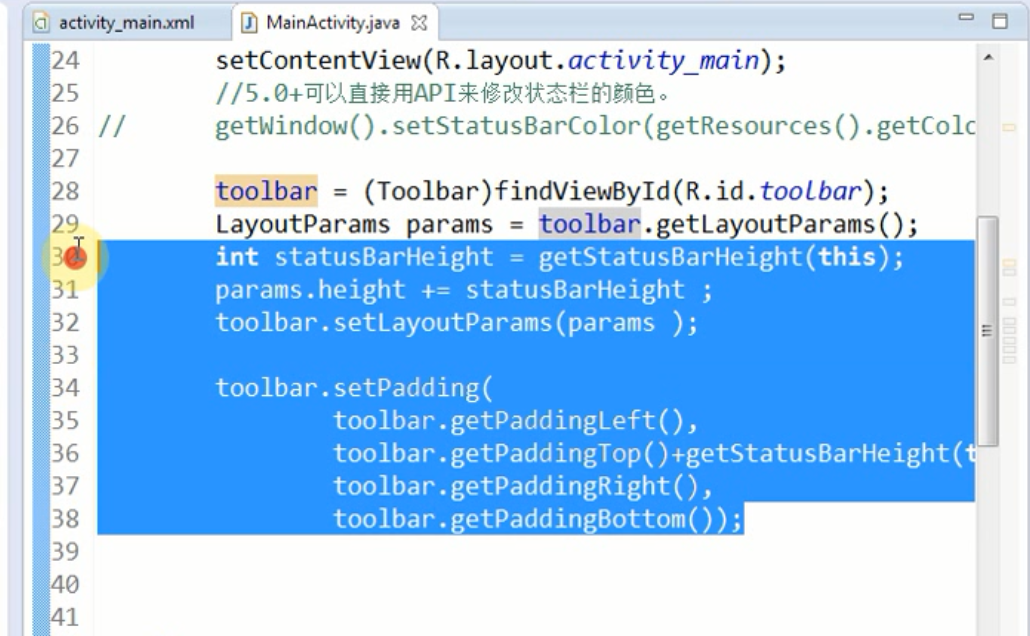 activity_main.xml MainActivity.java
24 setContentView(R.layout.activity_main);
25 //5.0+可以直接用API来修改状态栏的颜色。
26 // getWindow().setStatusBarColor(getResources().getColo
27
28 toolbar = (Toolbar)findViewById(R.id.toolbar);
29 LayoutParams params = toolbar.getLayoutParams();
30 int statusBarHeight = getStatusBarHeight(this);
31 params.height += statusBarHeight ;
32 toolbar.setLayoutParams(params );
33
34 toolbar.setPadding(
35 toolbar.getPaddingLeft(),
36 toolbar.getPaddingTop()+getStatusBarHeight(t
37 toolbar.getPaddingRight(),
38 toolbar.getPaddingBottom());
39
40
41